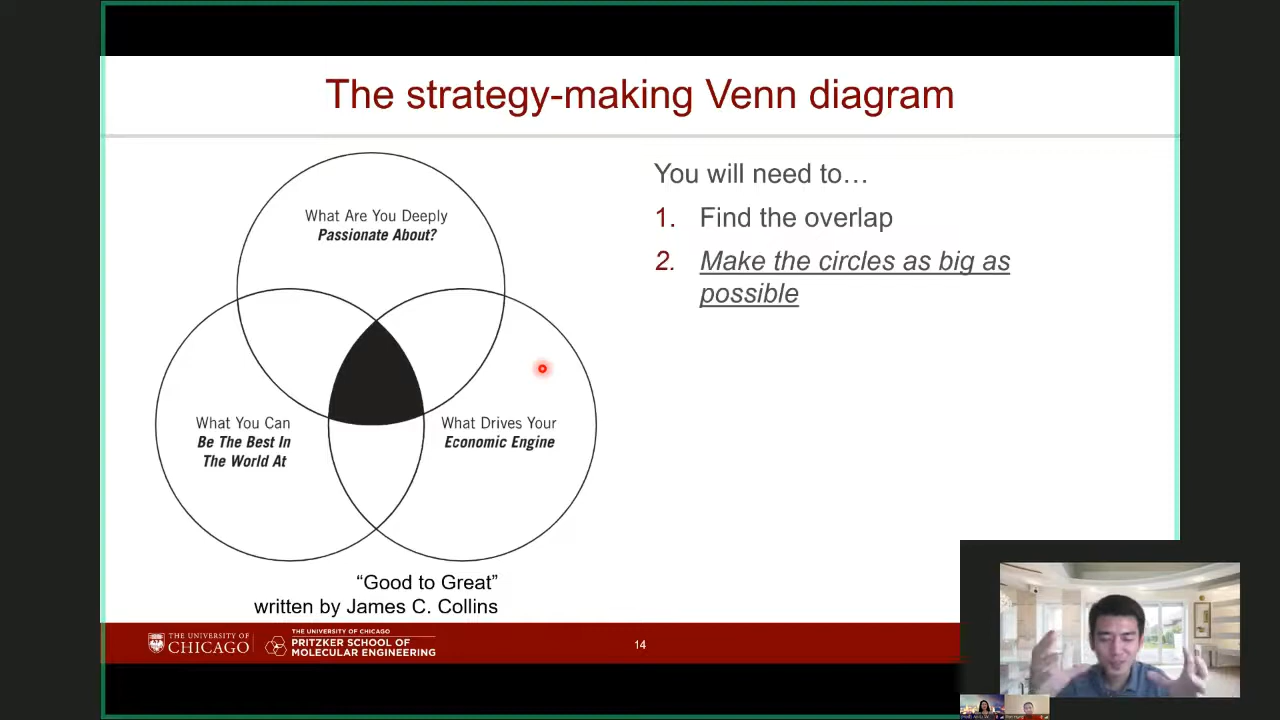 The strategy-making Venn diagram
What Are You Deeply
Passionate About?
What You Can
Be The Best In
The World At
What Drives Your
Economic Engine
“Good to Great”
written by James C. Collins
You will need to…
1. Find the overlap
2. Make the circles as big as
possible
THE UNIVERSITY OF
CHICAGO
THE UNIVERSITY OF CHICAGO
PRITZKER SCHOOL OF
MOLECULAR ENGINEERING
14